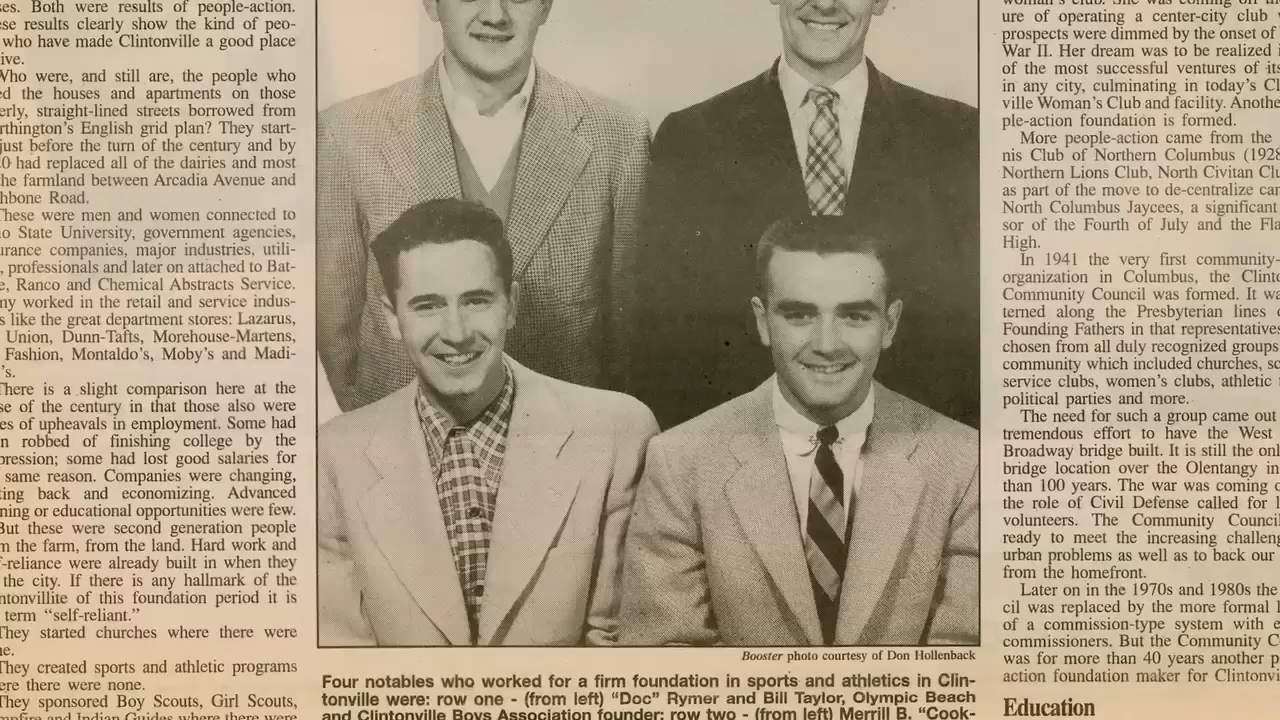 ses. Both were results of people-action.
ese results clearly show the kind of peo-
who have made Clintonville a good place
ive.
Who were, and still are, the people who
ed the houses and apartments on those
erly, straight-lined streets borrowed from
rthington's English grid plan? They start-
just before the turn of the century and by
0 had replaced all of the dairies and most
he farmland between Arcadia Avenue and
hbone Road.
These were men and women connected to
io State University, government agencies,
urance companies, major industries, utili-
, professionals and later on attached to Bat-
e, Ranco and Chemical Abstracts Service.
ny worked in the retail and service indus-
s like the great department stores: Lazarus,
Union, Dunn-Tafts, Morehouse-Martens,
Fashion, Montaldo's, Moby's and Madi-
's.
There is a slight comparison here at the
se of the century in that those also were
es of upheavals in employment. Some had
n robbed of finishing college by the
pression; some had lost good salaries for
same reason. Companies were changing,
ting back and economizing. Advanced
ning or educational opportunities were few.
But these were second generation people
m the farm, from the land. Hard work and
f-reliance were already built in when they
the city. If there is any hallmark of the
ntonvillite of this foundation period it is
term "self-reliant."
They started churches where there were
ne.
They created sports and athletic programs
ere there were none.
They sponsored Boy Scouts, Girl Scouts,
mpfire and Indian Guides where there were
Booster photo courtesy of Don Hollenback
Four notables who worked for a firm foundation in sports and athletics in Clin-
tonville were: row one - (from left) "Doc" Rymer and Bill Taylor, Olympic Beach
and Clintonville Boys Association founder; row two - (from left) Merrill B. "Cook-
woman's club. She was coming off the
ure of operating a center-city club
prospects were dimmed by the onset of
War II. Her dream was to be realized i
of the most successful ventures of its
in any city, culminating in today's Cl
ville Woman's Club and facility. Anothe
ple-action foundation is formed.
More people-action came from the
nis Club of Northern Columbus (1928
Northern Lions Club, North Civitan Clu
as part of the move to de-centralize car
North Columbus Jaycees, a significant
sor of the Fourth of July and the Fla
High.
In 1941 the very first community-
organization in Columbus, the Clinto
Community Council was formed. It wa
terned along the Presbyterian lines o
Founding Fathers in that representatives
chosen from all duly recognized groups
community which included churches, sc
service clubs, women's clubs, athletic
political parties and more.
The need for such a group came out
tremendous effort to have the West
Broadway bridge built. It is still the onl
bridge location over the Olentangy in
than 100 years. The war was coming o
the role of Civil Defense called for l
volunteers. The Community Council
ready to meet the increasing challeng
urban problems as well as to back our
from the homefront.
Later on in the 1970s and 1980s the
cil was replaced by the more formal
of a commission-type system with e
commissioners. But the Community C
was for more than 40 years another p
action foundation maker for Clintonvi
Education